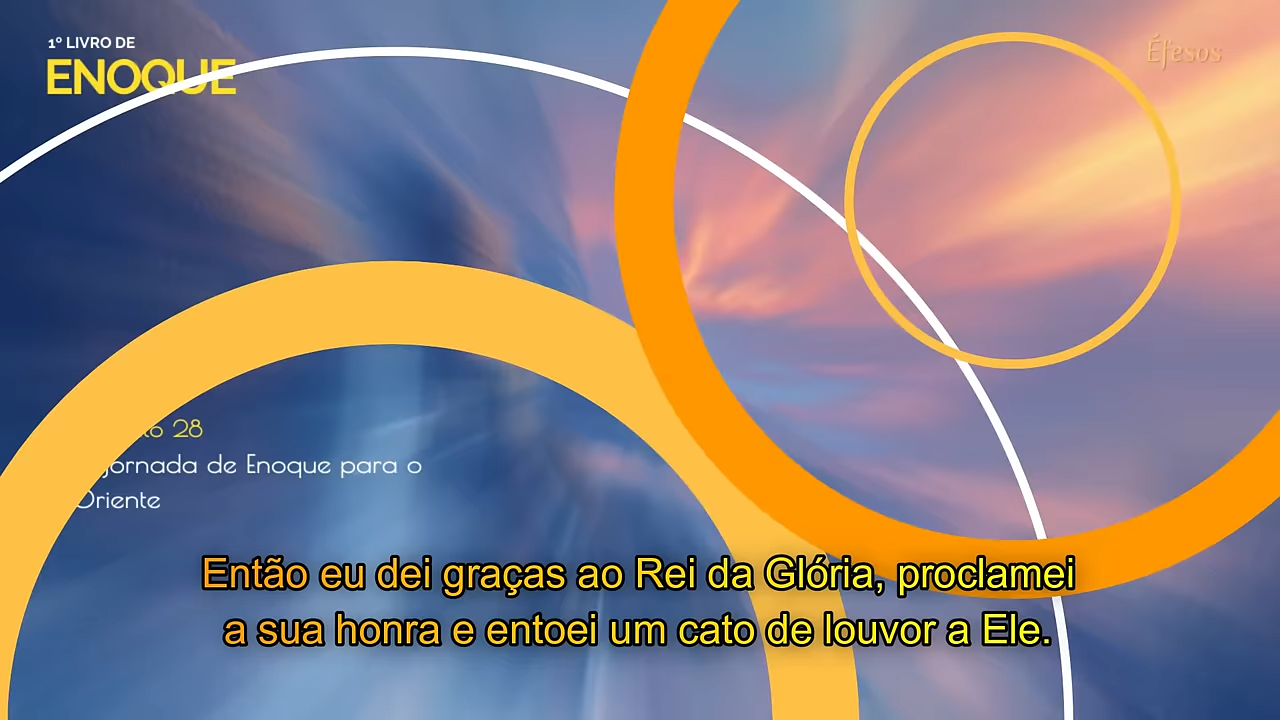 1º LIVRO DE
ENOQUE
Éfesos
28
jornada de Enoque para o
Oriente
Então eu dei graças ao Rei da Glória, proclamei
a sua honra e entoei um cato de louvor a Ele.